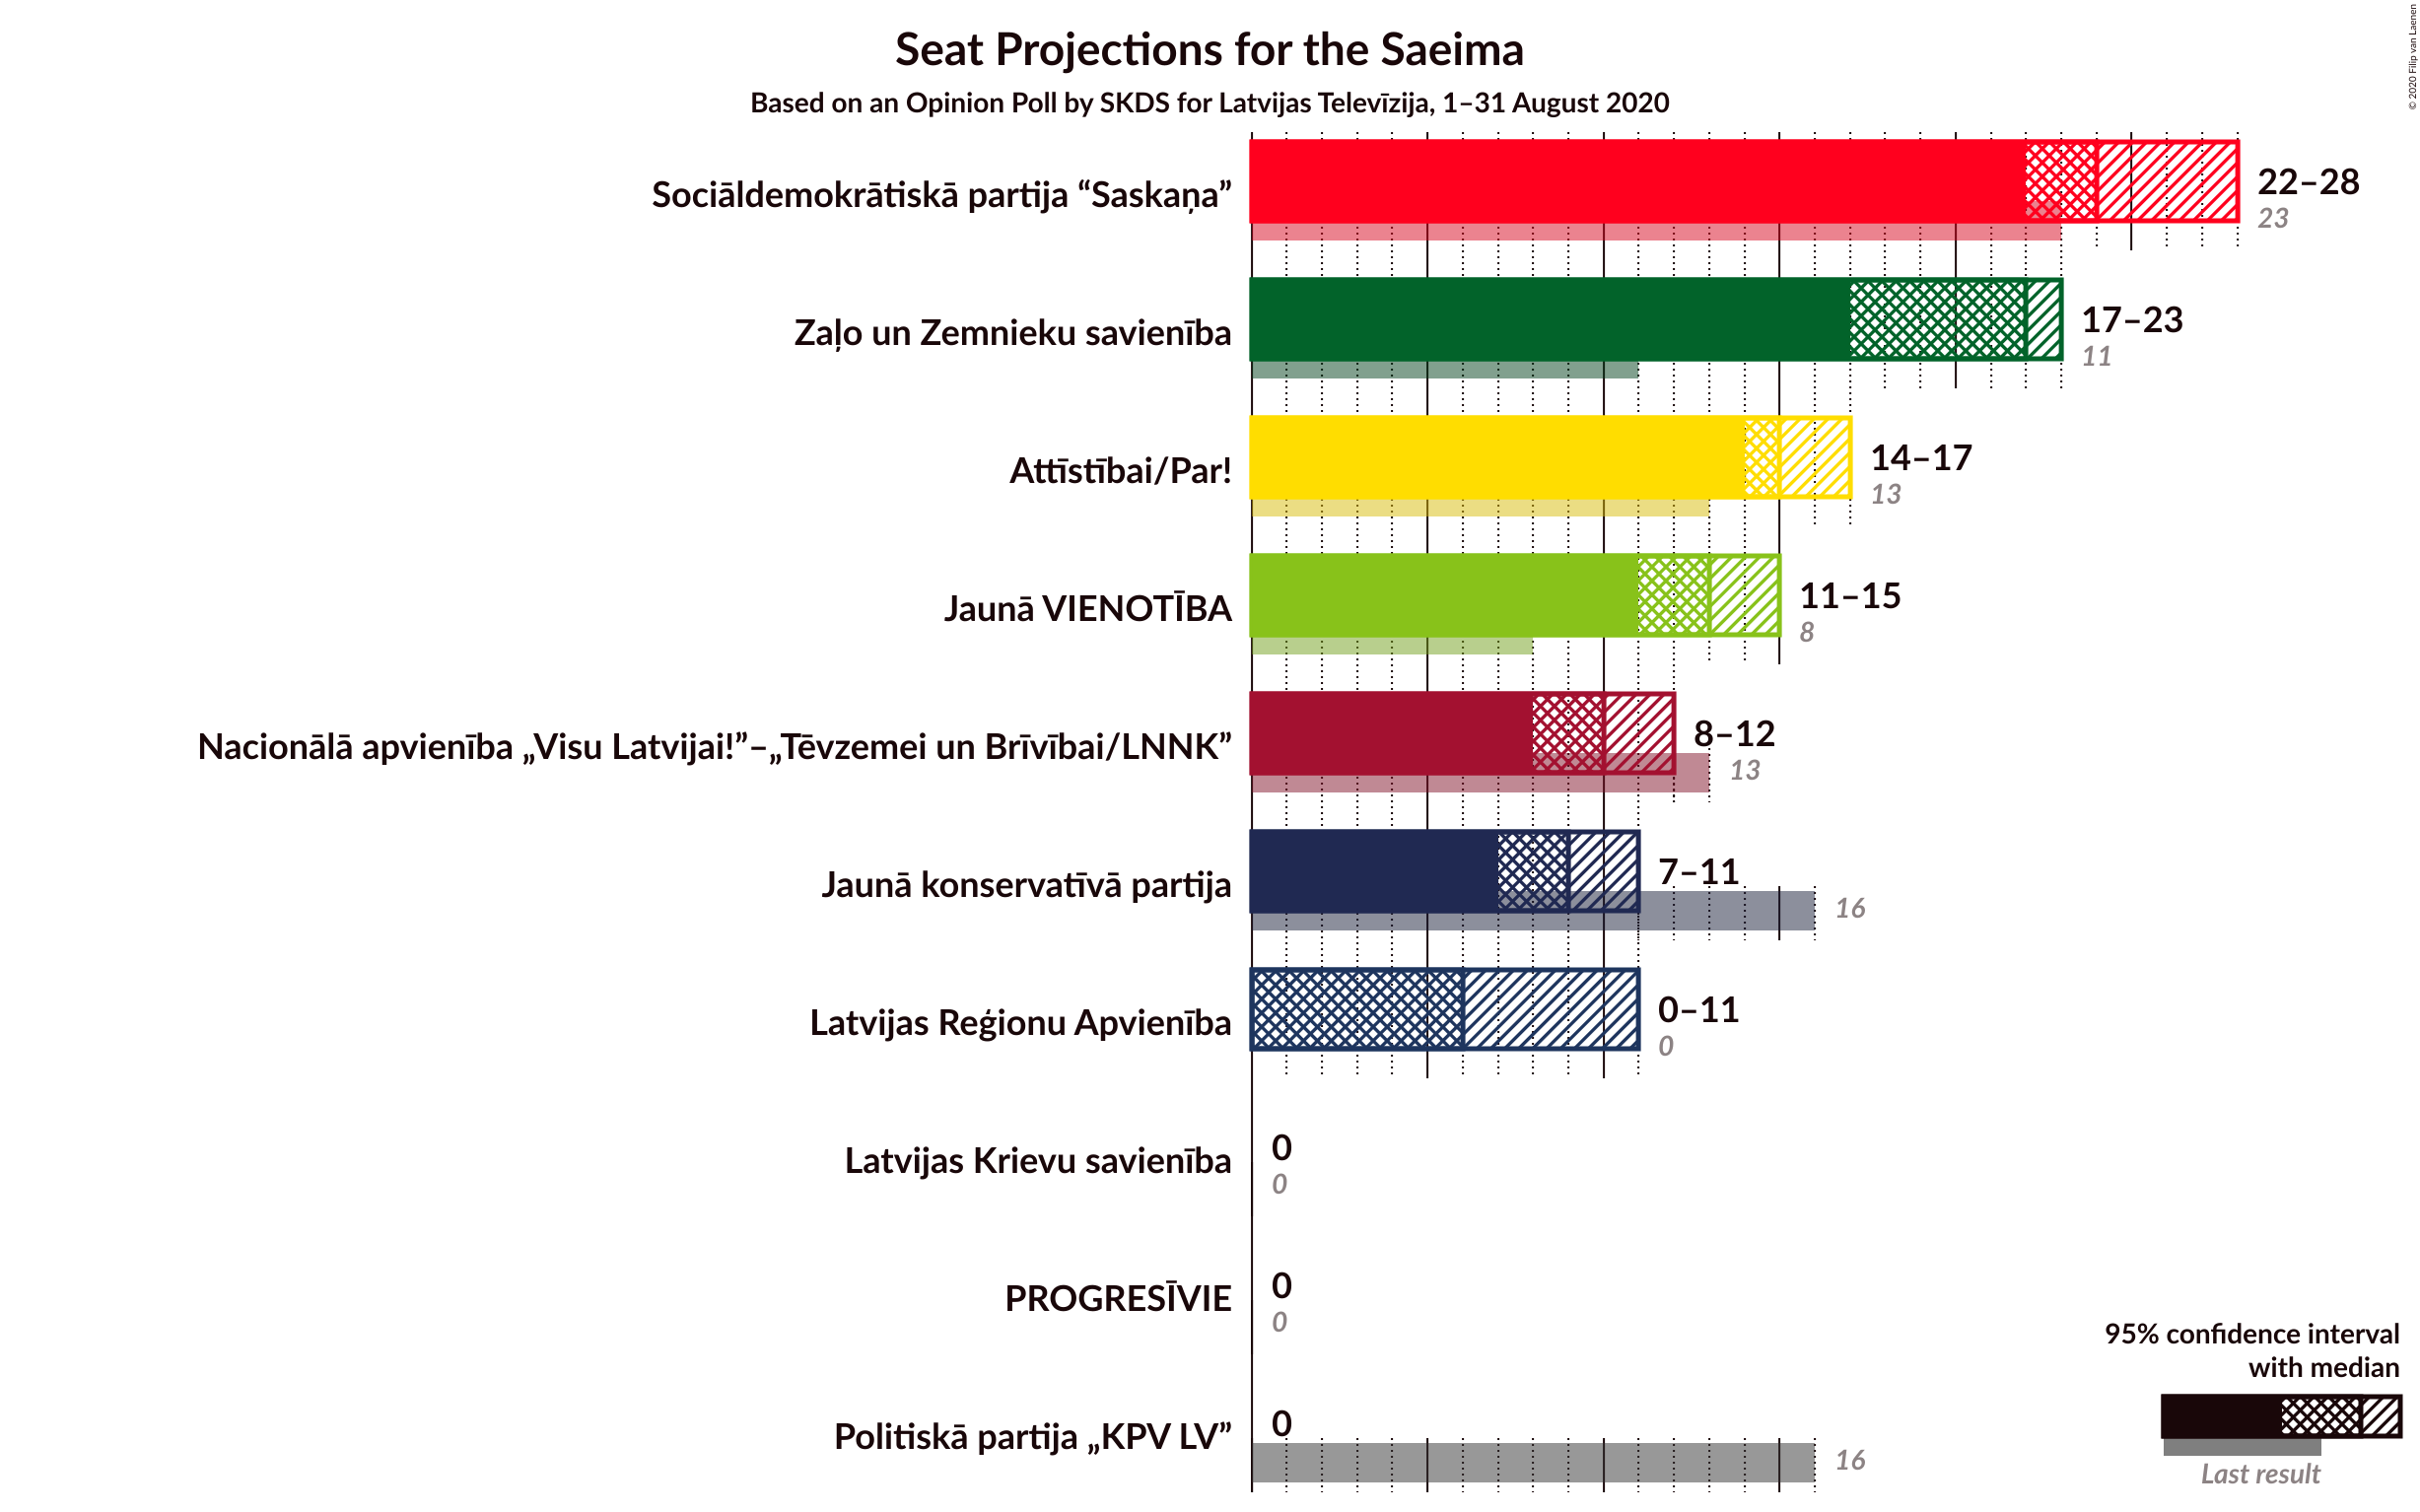 Seat Projections for the Saeima
Based on an Opinion Poll by SKDS for Latvijas Televīzija, 1–31 August 2020
© 2020 Filip van Laenen
Sociāldemokrātiskā partija “Saskaņa”
22–28
23
Zaļo un Zemnieku savienība
17–23
11
Attīstībai/Par!
14–17
13
Jaunā VIENOTĪBA
11–15
8
Nacionālā apvienība „Visu Latvijai!”–„Tēvzemei un Brīvībai/LNNK”
8–12
13
Jaunā konservatīvā partija
7–11
16
Latvijas Reģionu Apvienība
0–11
0
Latvijas Krievu savienība
0
0
PROGRESĪVIE
0
0
Politiskā partija „KPV LV”
0
16
95% confidence interval
with median
Last result